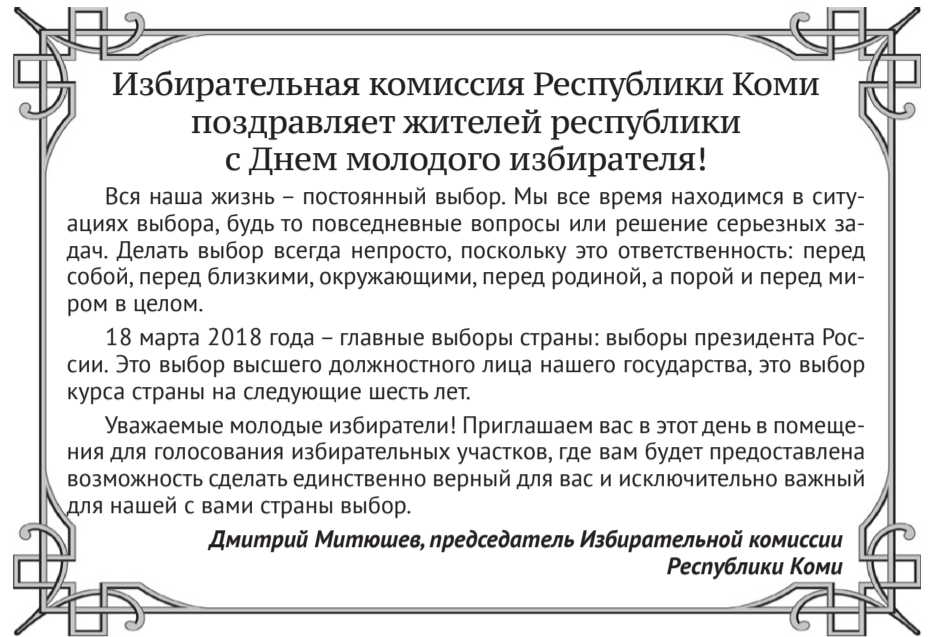 Избирательная комиссия Республики Коми
поздравляет жителей республики
с Днем молодого избирателя!
Вся наша жизнь – постоянный выбор. Мы все время находимся в ситу-
ациях выбора, будь то повседневные вопросы или решение серьезных за-
дач. Делать выбор всегда непросто, поскольку это ответственность: перед
собой, перед близкими, окружающими, перед родиной, а порой и перед ми-
ром в целом.
18 марта 2018 года – главные выборы страны: выборы президента Рос-
сии. Это выбор высшего должностного лица нашего государства, это выбор
курса страны на следующие шесть лет.
Уважаемые молодые избиратели! Приглашаем вас в этот день в помеще-
ния для голосования избирательных участков, где вам будет предоставлена
возможность сделать единственно верный для вас и исключительно важный
для нашей с вами страны выбор.
Дмитрий Митюшев, председатель Избирательной комиссии
Республики Коми